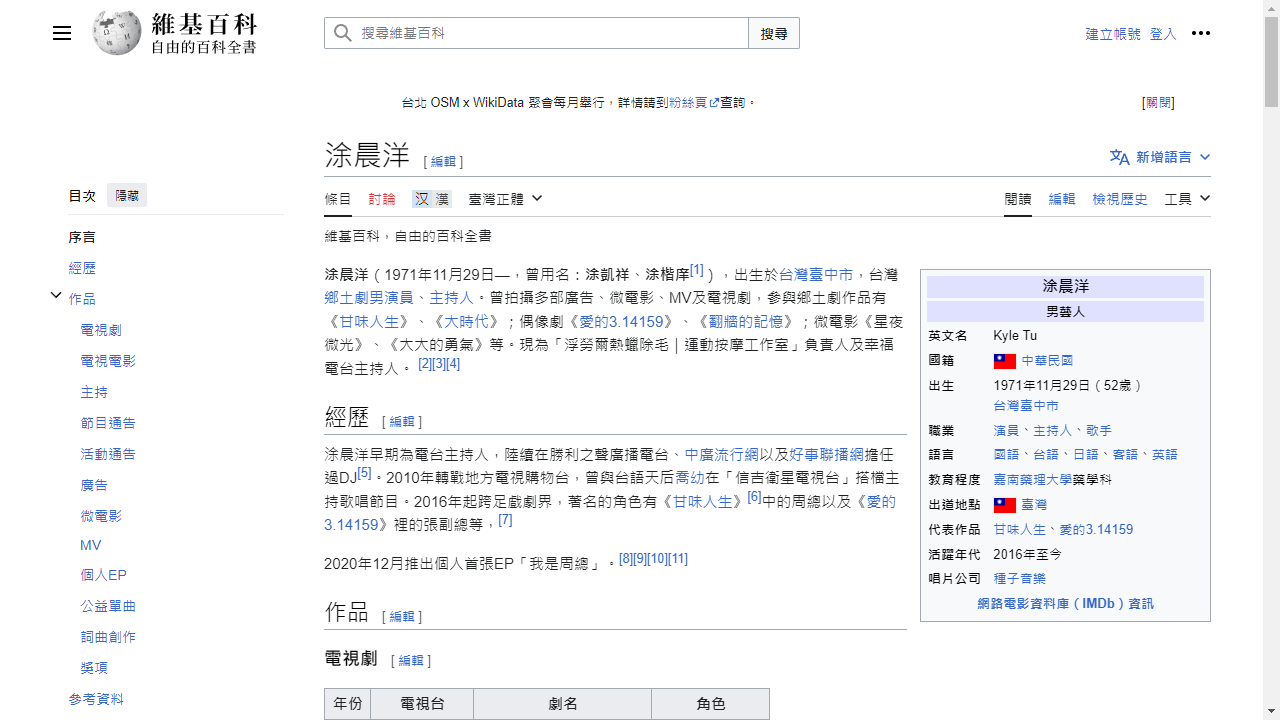 維基百科
自由的百科全書
搜尋維基百科
搜尋
建立帳號 登入
台北 OSM x WikiData 聚會每月舉行，詳情請到粉絲頁查詢。
[關閉]
目次 隱藏
序言
經歷
作品
電視劇
電視電影
主持
節目通告
活動通告
廣告
微電影
MV
個人EP
公益單曲
詞曲創作
獎項
參考資料
涂晨洋 [ 編輯 ]
新增語言
條目 討論 汉 漢 臺灣正體
閱讀 編輯 檢視歷史 工具
維基百科，自由的百科全書
涂晨洋（1971年11月29日—，曾用名：涂凱祥、涂楷庠[1]），出生於台灣臺中市，台灣
鄉土劇男演員、主持人。曾拍攝多部廣告、微電影、MV及電視劇，參與鄉土劇作品有
《甘味人生》、《大時代》；偶像劇《愛的3.14159》、《翻牆的記憶》；微電影《星夜
微光》、《大大的勇氣》等。現為「浮勞爾熱蠟除毛｜運動按摩工作室」負責人及幸福
電台主持人。 [2][3][4]
經歷 [ 編輯 ]
涂晨洋早期為電台主持人，陸續在勝利之聲廣播電台、中廣流行網以及好事聯播網擔任
過DJ[5]。2010年轉戰地方電視購物台，曾與台語天后喬幼在「信吉衛星電視台」搭檔主
持歌唱節目。2016年起跨足戲劇界，著名的角色有《甘味人生》[6]中的周總以及《愛的
3.14159》裡的張副總等，[7]
2020年12月推出個人首張EP「我是周總」。[8][9][10][11]
作品 [ 編輯 ]
電視劇 [ 編輯 ]
年份 電視台 劇名 角色
涂晨洋
男藝人
英文名 Kyle Tu
國籍 中華民國
出生 1971年11月29日（52歲）
台灣臺中市
職業 演員、主持人、歌手
語言 國語、台語、日語、客語、英語
教育程度 嘉南藥理大學藥學科
出道地點 臺灣
代表作品 甘味人生、愛的3.14159
活躍年代 2016年至今
唱片公司 種子音樂
網路電影資料庫（IMDb）資訊